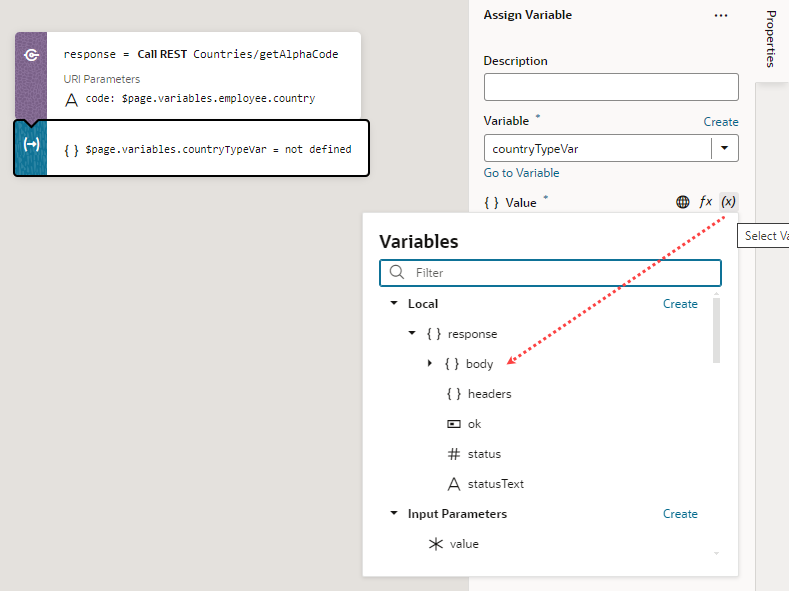 response = Call REST Countries/getAlphaCode
URI Parameters
A code: $page.variables.employee.country
{ } $page.variables.countryTypeVar = not defined
Assign Variable
Properties
Description
Variable * Create
countryTypeVar
Go to Variable
{ } Value * fx (x)
Select Va
Variables
Filter
Local Create
{ } response
{ } body
{ } headers
ok
# status
A statusText
Input Parameters Create
value